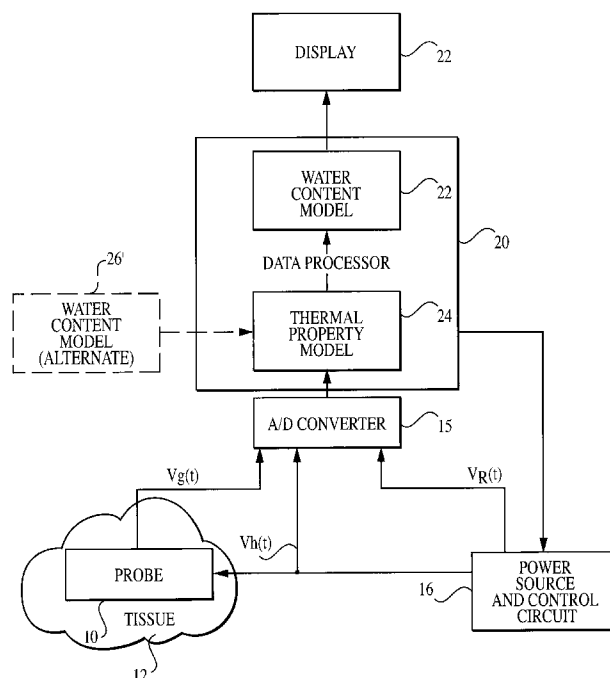 DISPLAY
22
WATER
CONTENT
MODEL
22
20
DATA PROCESSOR
26'
WATER
CONTENT
MODEL
(ALTERNATE)
THERMAL
PROPERTY
MODEL
24
A/D CONVERTER
15
Vg(t)
VR(t)
Vh(t)
PROBE
10
TISSUE
12
POWER
SOURCE
AND CONTROL
CIRCUIT
16